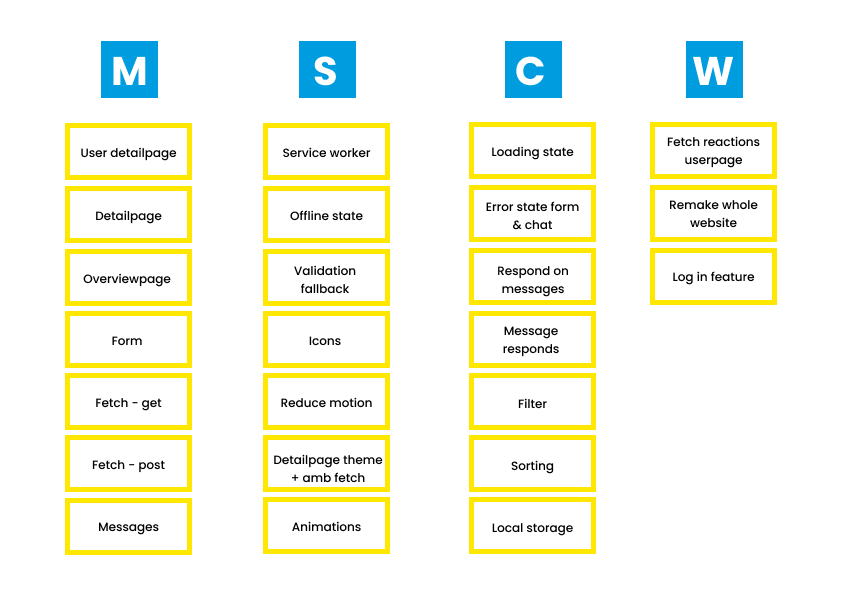 M
User detailpage
Detailpage
Overviewpage
Form
Fetch - get
Fetch - post
Messages
S
Service worker
Offline state
Validation
fallback
Icons
Reduce motion
Detailpage theme
+ amb fetch
Animations
C
Loading state
Error state form
& chat
Respond on
messages
Message
responds
Filter
Sorting
Local storage
W
Fetch reactions
userpage
Remake whole
website
Log in feature